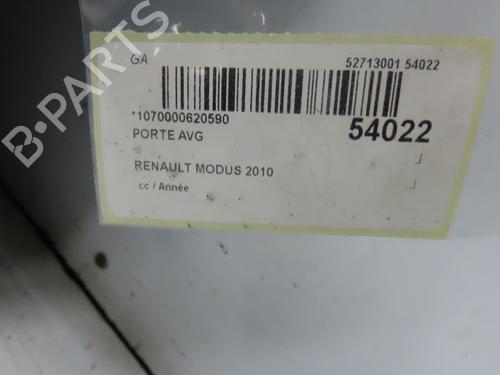 GA 52713001 54022
*1070000620590
54022
PORTE AVG
RENAULT MODUS 2010
cc / Année
B-PARTS